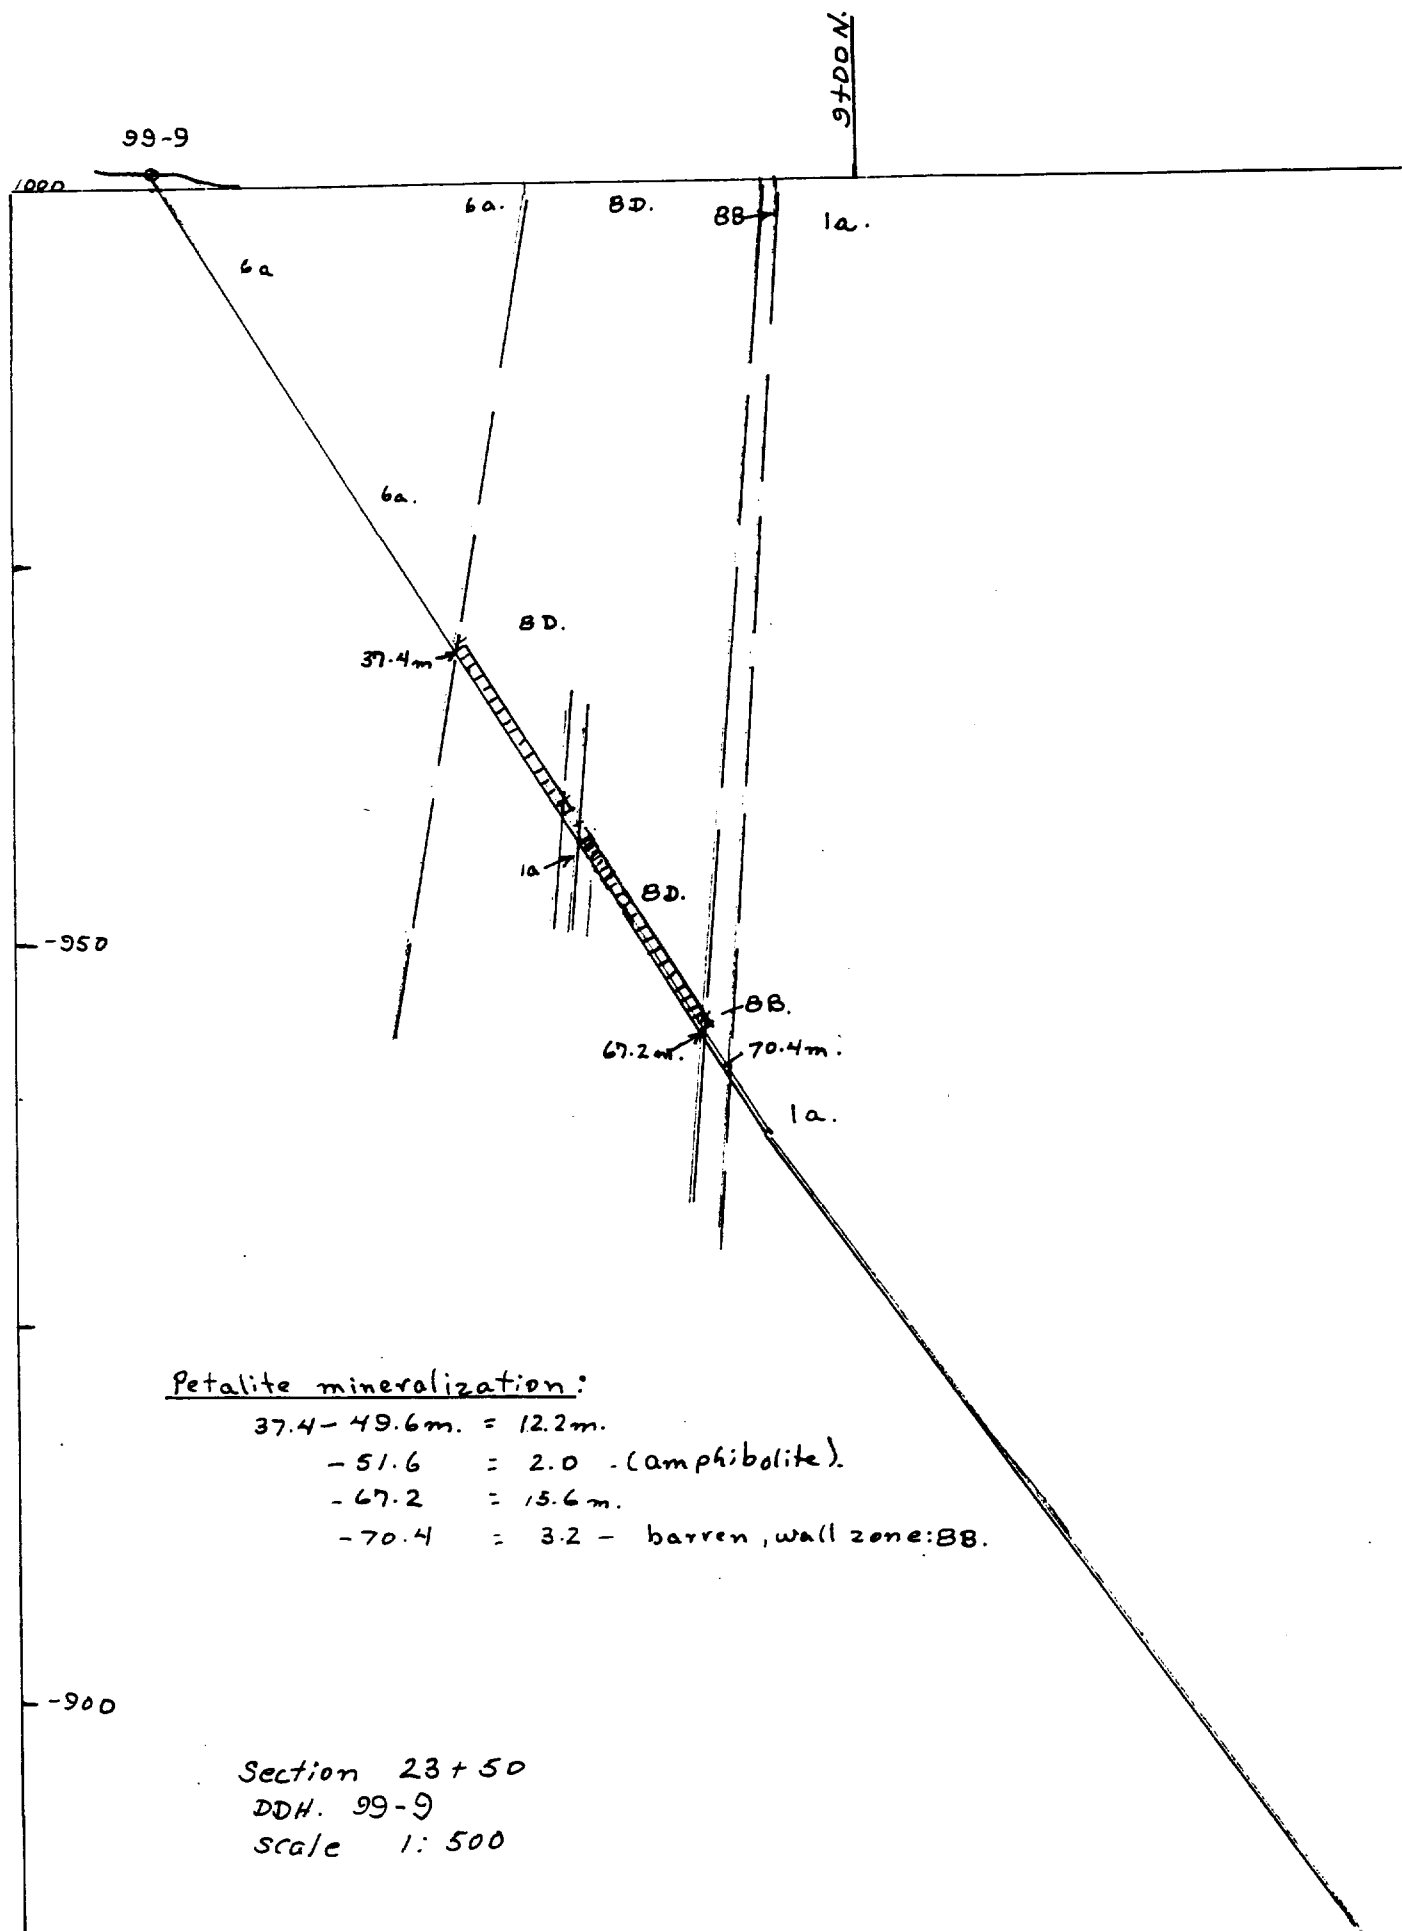 9+00N.
99-9
1000
6a. 8D. 8B 1a.
6a
6a.
8D.
37.4m
1a
8D.
-950
8B.
67.2m. 70.4m.
1a.
Petalite mineralization:
37.4 - 49.6m. = 12.2m.
- 51.6 = 2.0 - (amphibolite).
- 67.2 = 15.6m.
- 70.4 = 3.2 - barren, wall zone: 8B.
-900
Section 23+50
DDH. 99-9
scale 1:500